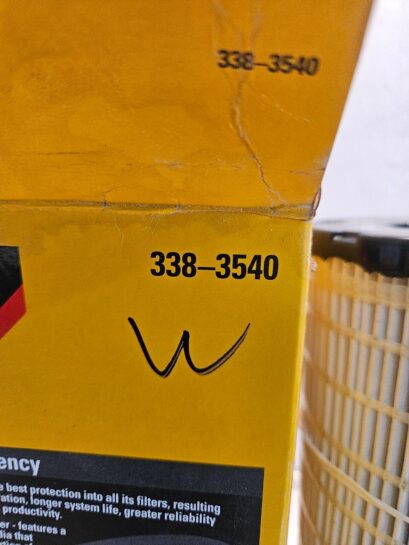 338–3540
338–3540
W
ency
e best protection into all its filters, resulting
ration, longer system life, greater reliability
productivity.
er - features a
dia that